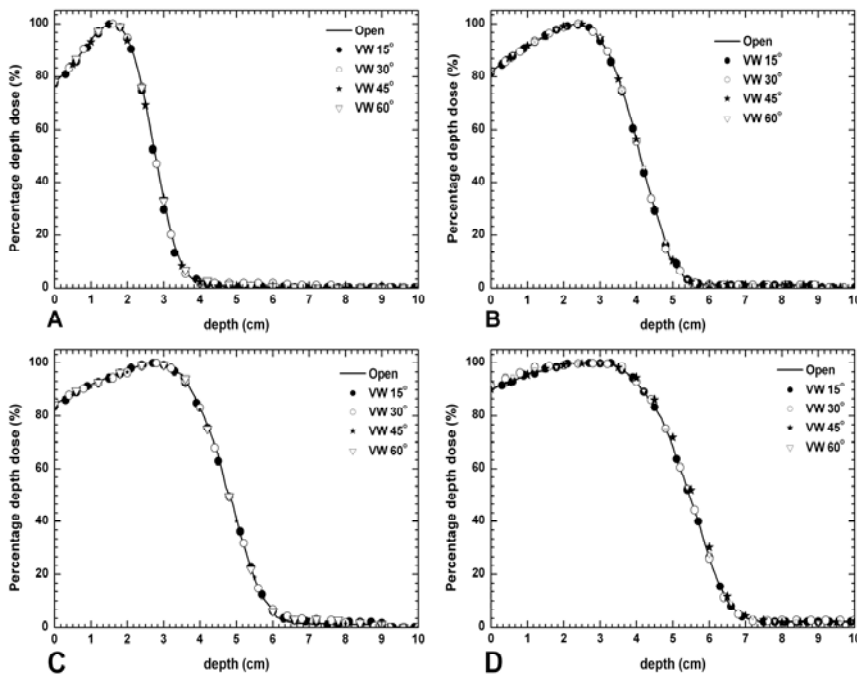 Percentage depth dose (%)
100
80
60
40
20
0
0 1 2 3 4 5 6 7 8 9 10
depth (cm)
A
Open
VW 15°
VW 30°
VW 45°
VW 60°
Percentage depth dose (%)
100
80
60
40
20
0
0 1 2 3 4 5 6 7 8 9 10
depth (cm)
B
Open
VW 15°
VW 30°
VW 45°
VW 60°
Percentage depth dose (%)
100
80
60
40
20
0
0 1 2 3 4 5 6 7 8 9 10
depth (cm)
C
Open
VW 15°
VW 30°
VW 45°
VW 60°
Percentage depth dose (%)
100
80
60
40
20
0
0 1 2 3 4 5 6 7 8 9 10
depth (cm)
D
Open
VW 15°
VW 30°
VW 45°
VW 60°